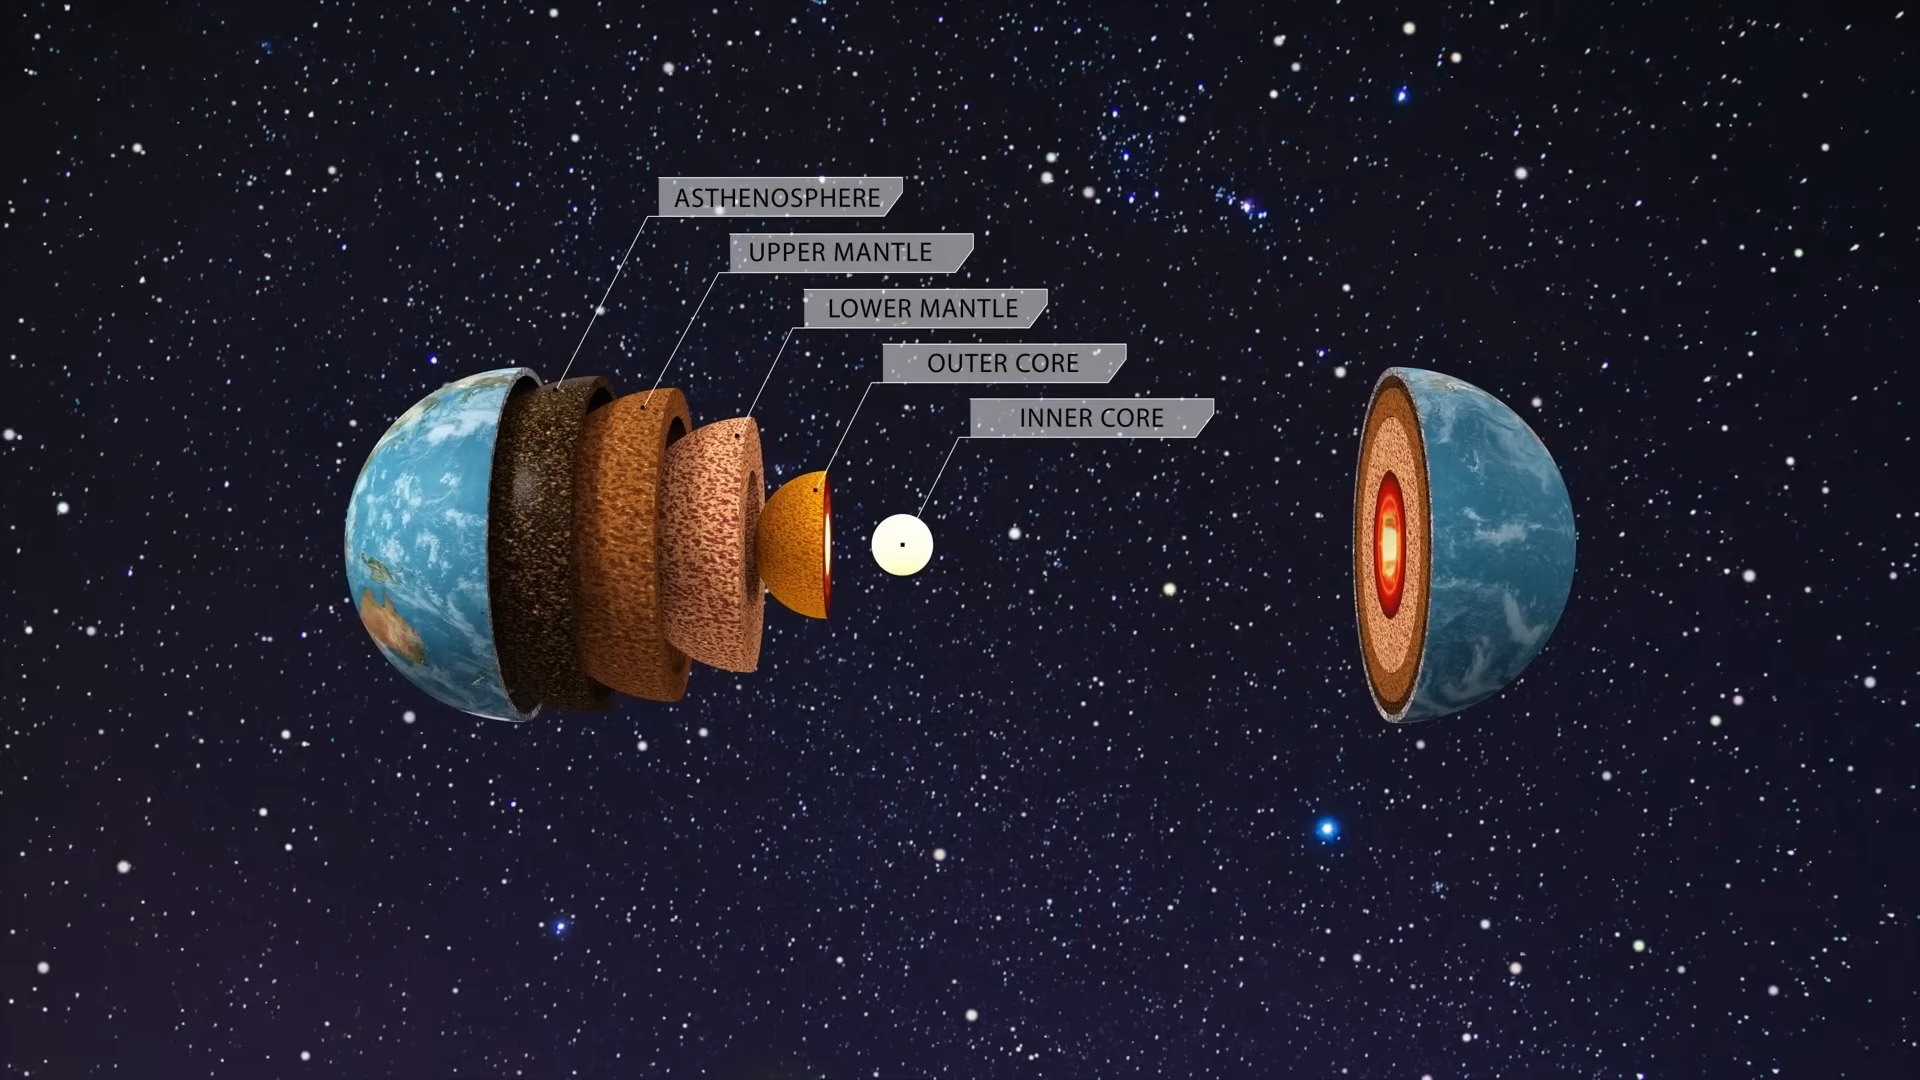 ASTHENOSPHERE
UPPER MANTLE
LOWER MANTLE
OUTER CORE
INNER CORE